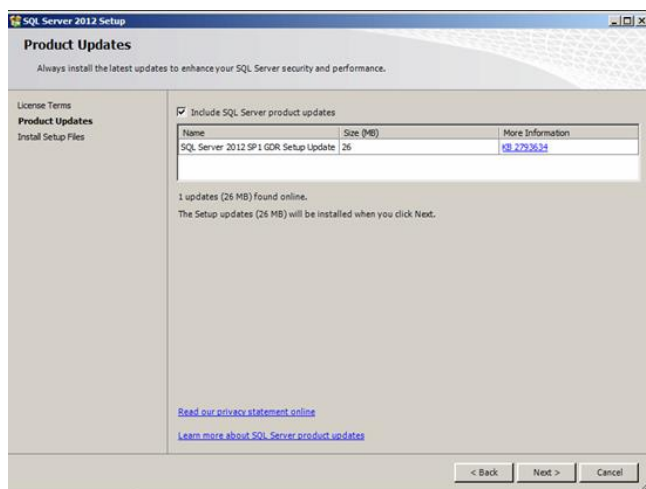 SQL Server 2012 Setup
Product Updates
Always install the latest updates to enhance your SQL Server security and performance.
License Terms
Product Updates
Install Setup Files
Include SQL Server product updates
Name Size (MB) More Information
SQL Server 2012 SP1 GDR Setup Update 26 KB 2793634
1 updates (26 MB) found online.
The Setup updates (26 MB) will be installed when you click Next.
Read our privacy statement online
Learn more about SQL Server product updates
< Back Next > Cancel